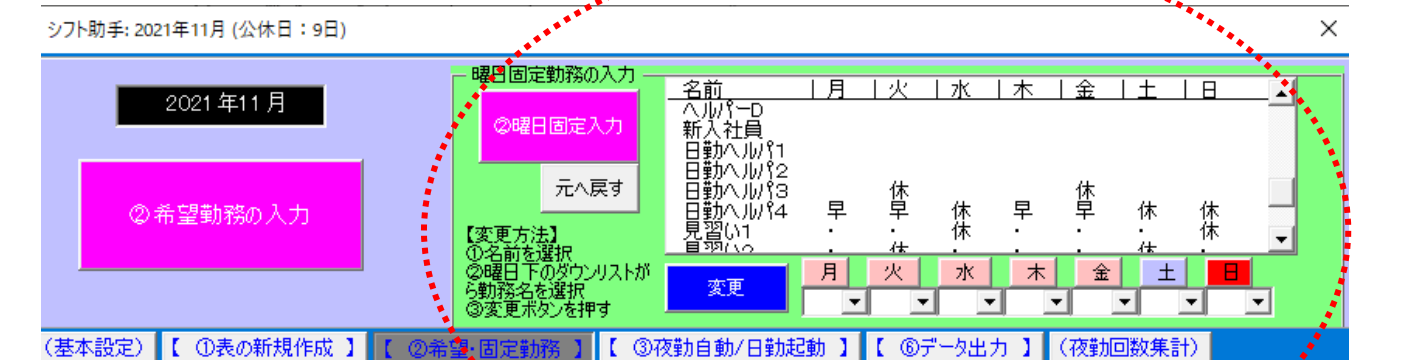 シフト助手: 2021年11月 (公休日：9日)
2021 年11 月
②希望勤務の入力
曜日固定勤務の入力
②曜日固定入力
元へ戻す
【変更方法】
①名前を選択
②曜日下のダウンリストが
ら勤務名を選択
③変更ボタンを押す
名前 | 月 | 火 | 水 | 木 | 金 | 土 | 日
ヘルパーD
新入社員
日勤ヘルパ1
日勤ヘルパ2
日勤ヘルパ3 休 休
日勤ヘルパ4 早 早 休 早 早 休 休
見習い1 ・ ・ 休 ・ ・ ・ 休
見習い2 ・ 休 ・ ・ ・ 休 ・
変更
月 火 水 木 金 土 日
(基本設定) 【 ①表の新規作成 】 【 ②希望・固定勤務 】 【 ③夜勤自動/日勤起動 】 【 ⑥データ出力 】 (夜勤回数集計)